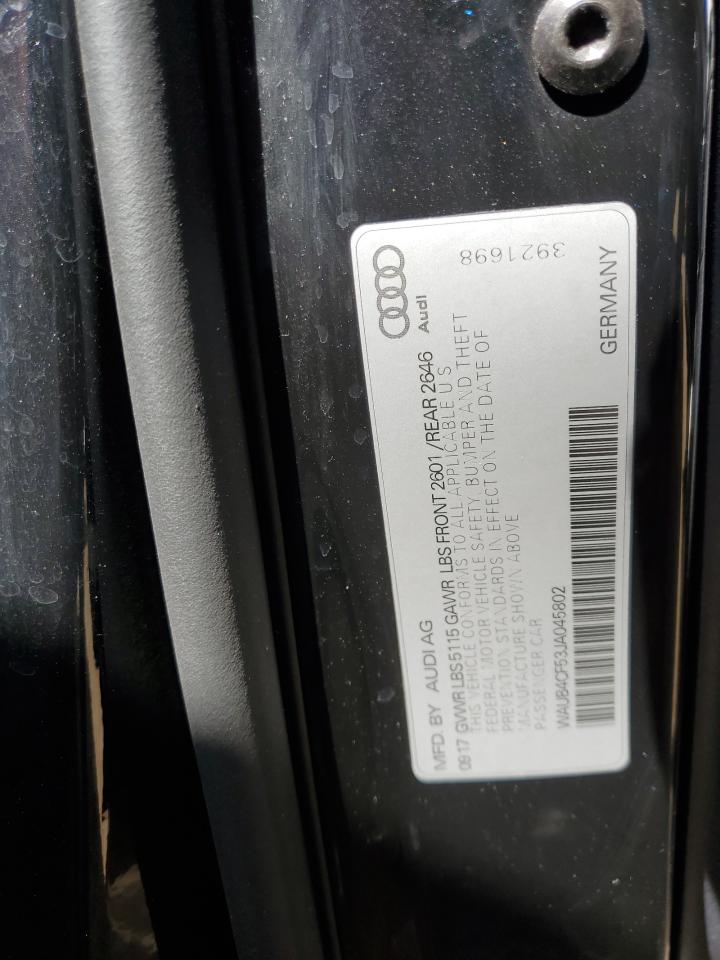 MFD. BY AUDI AG
Audi
09 17 GVWR LBS 5115 GAWR LBS FRONT 2601 / REAR 2646
THIS VEHICLE CONFORMS TO ALL APPLICABLE U S
FEDERAL MOTOR VEHICLE SAFETY, BUMPER AND THEFT
PREVENTION STANDARDS IN EFFECT ON THE DATE OF
MANUFACTURE SHOWN ABOVE
PASSENGER CAR
3921698
WAUB4CF53JA045802
GERMANY